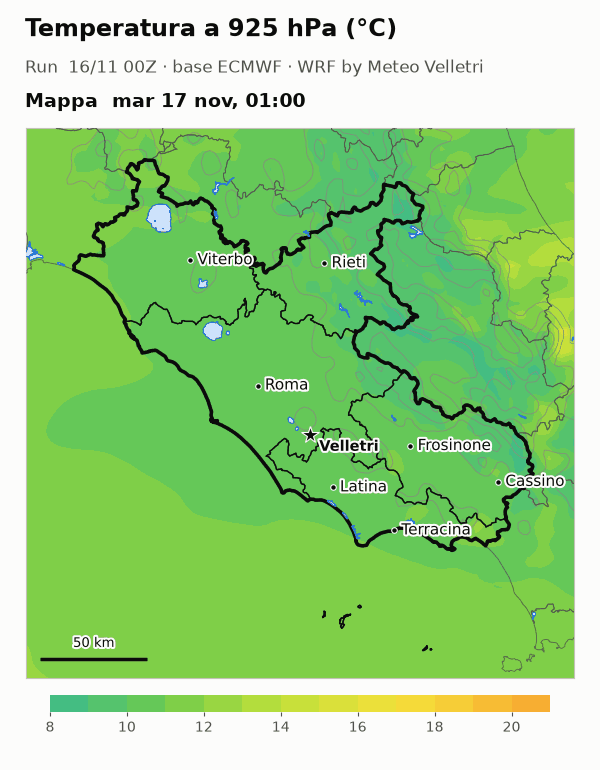 Temperatura a 925 hPa (°C)
Run  16/11 00Z · base ECMWF · WRF by Meteo Velletri
Mappa  mar 17 nov, 01:00
Viterbo
Rieti
Roma
Velletri
Frosinone
Latina
Cassino
Terracina
50 km
8 10 12 14 16 18 20